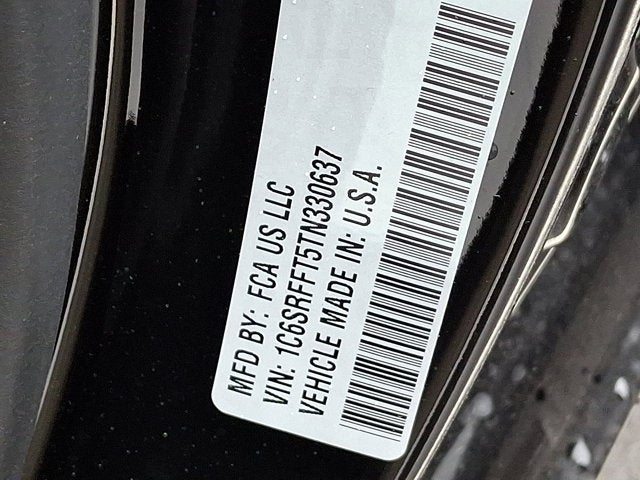 MFD BY: FCA US LLC
VIN: 1C6SRFFT5TN330637
VEHICLE MADE IN: U.S.A.